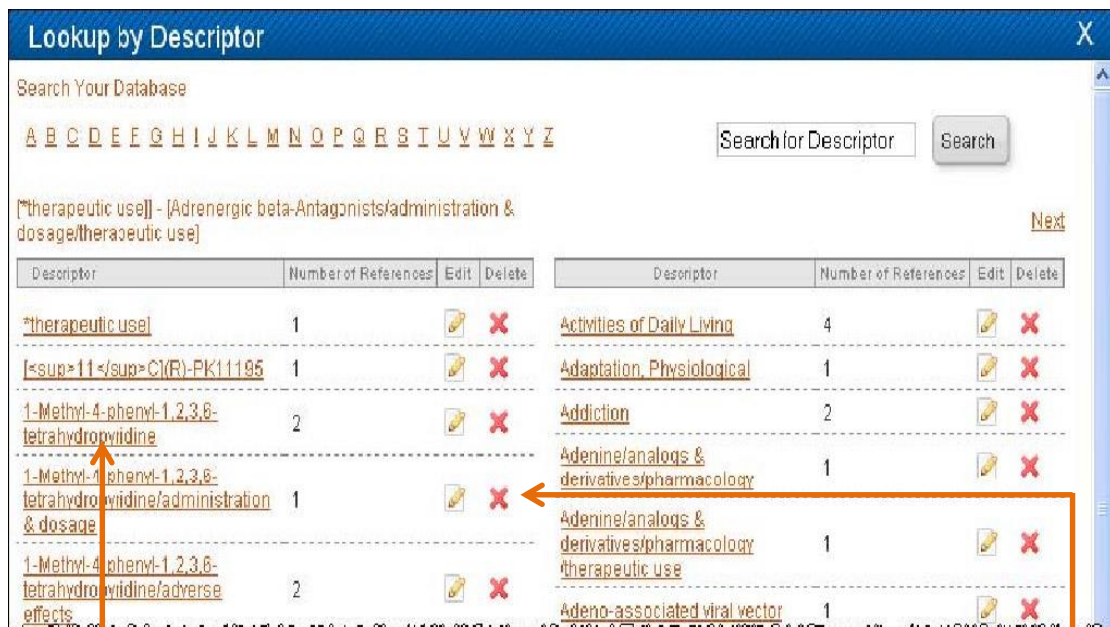 Lookup by Descriptor
X
Search Your Database
A B C D E F G H I J K L M N O P Q R S T U V W X Y Z
Search for Descriptor
Search
[*therapeutic use]] - [Adrenergic beta-Antagonists/administration &
dosage/therapeutic use]
Next
Descriptor Number of References Edit Delete
*therapeutic use] 1
[<sup>11</sup>C](R)-PK11195 1
1-Methyl-4-phenyl-1,2,3,6-
tetrahydropyridine 2
1-Methyl-4-phenyl-1,2,3,6-
tetrahydropyridine/administration 1
& dosage
1-Methyl-4-phenyl-1,2,3,6-
tetrahydropyridine/adverse 2
effects
Descriptor Number of References Edit Delete
Activities of Daily Living 4
Adaptation, Physiological 1
Addiction 2
Adenine/analogs & 1
derivatives/pharmacology
Adenine/analogs &
derivatives/pharmacology 1
/therapeutic use
Adeno-associated viral vector 1